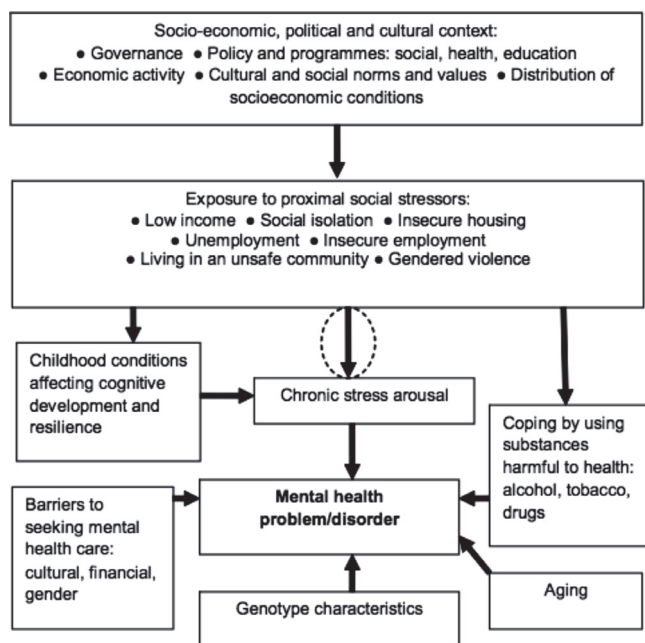 Socio-economic, political and cultural context:
● Governance ● Policy and programmes: social, health, education
● Economic activity ● Cultural and social norms and values ● Distribution of
socioeconomic conditions
Exposure to proximal social stressors:
● Low income ● Social isolation ● Insecure housing
● Unemployment ● Insecure employment
● Living in an unsafe community ● Gendered violence
Childhood conditions
affecting cognitive
development and
resilience
Chronic stress arousal
Coping by using
substances
harmful to health:
alcohol, tobacco,
drugs
Mental health
problem/disorder
Barriers to
seeking mental
health care:
cultural, financial,
gender
Aging
Genotype characteristics